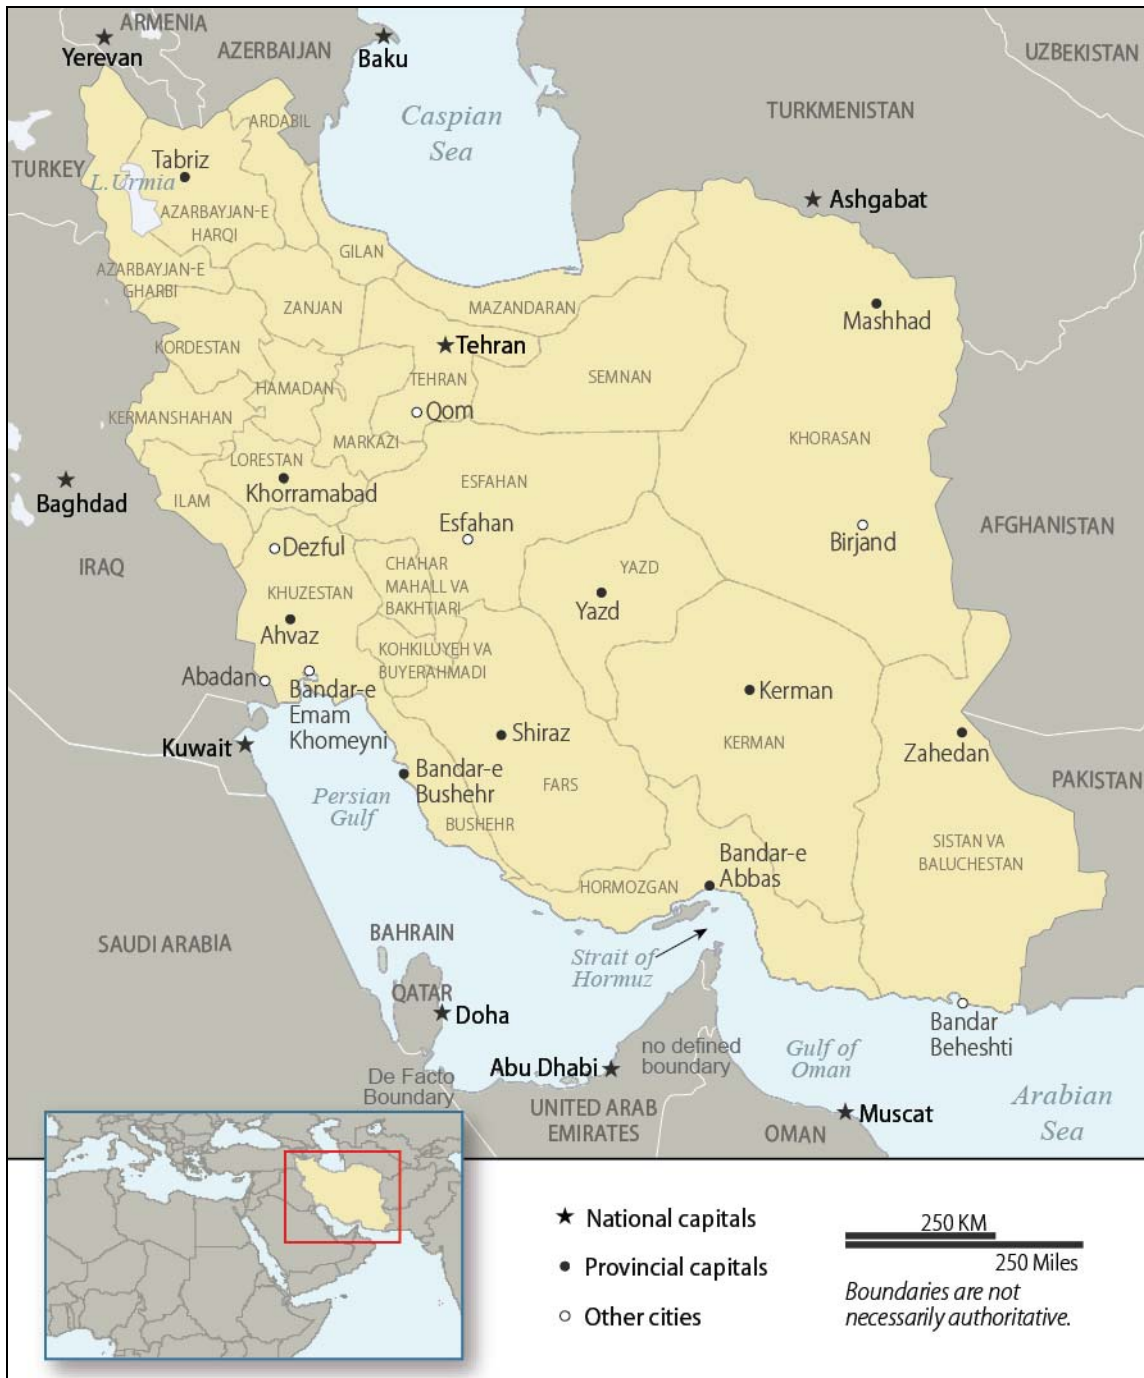 ARMENIA
Yerevan
AZERBAIJAN
Baku
UZBEKISTAN
Caspian
Sea
TURKMENISTAN
ARDABIL
TURKEY
Tabriz
L.Urmia
Ashgabat
AZARBAYJAN-E
HARQI
GILAN
AZARBAYJAN-E
GHARBI
ZANJAN
MAZANDARAN
Mashhad
KORDESTAN
Tehran
HAMADAN
TEHRAN
SEMNAN
Qom
KERMANSHAHAN
MARKAZI
KHORASAN
LORESTAN
Khorramabad
ESFAHAN
Baghdad
ILAM
Esfahan
AFGHANISTAN
Birjand
Dezful
IRAQ
CHAHAR
MAHALL VA
BAKHTIARI
YAZD
KHUZESTAN
Yazd
Ahvaz
KOHKILUYEH VA
BUYERAHMADI
Abadan
Bandar-e
Emam
Khomeyni
Kerman
Kuwait
Shiraz
KERMAN
Zahedan
Bandar-e
Bushehr
FARS
PAKISTAN
Persian
Gulf
BUSHEHR
SISTAN VA
BALUCHESTAN
Bandar-e
Abbas
HORMOZGAN
SAUDI ARABIA
BAHRAIN
Strait of
Hormuz
QATAR
Doha
Bandar
Beheshti
no defined
boundary
Gulf of
Oman
Abu Dhabi
De Facto
Boundary
Arabian
Sea
UNITED ARAB
EMIRATES
OMAN
Muscat
National capitals
Provincial capitals
Other cities
250 KM
250 Miles
Boundaries are not
necessarily authoritative.